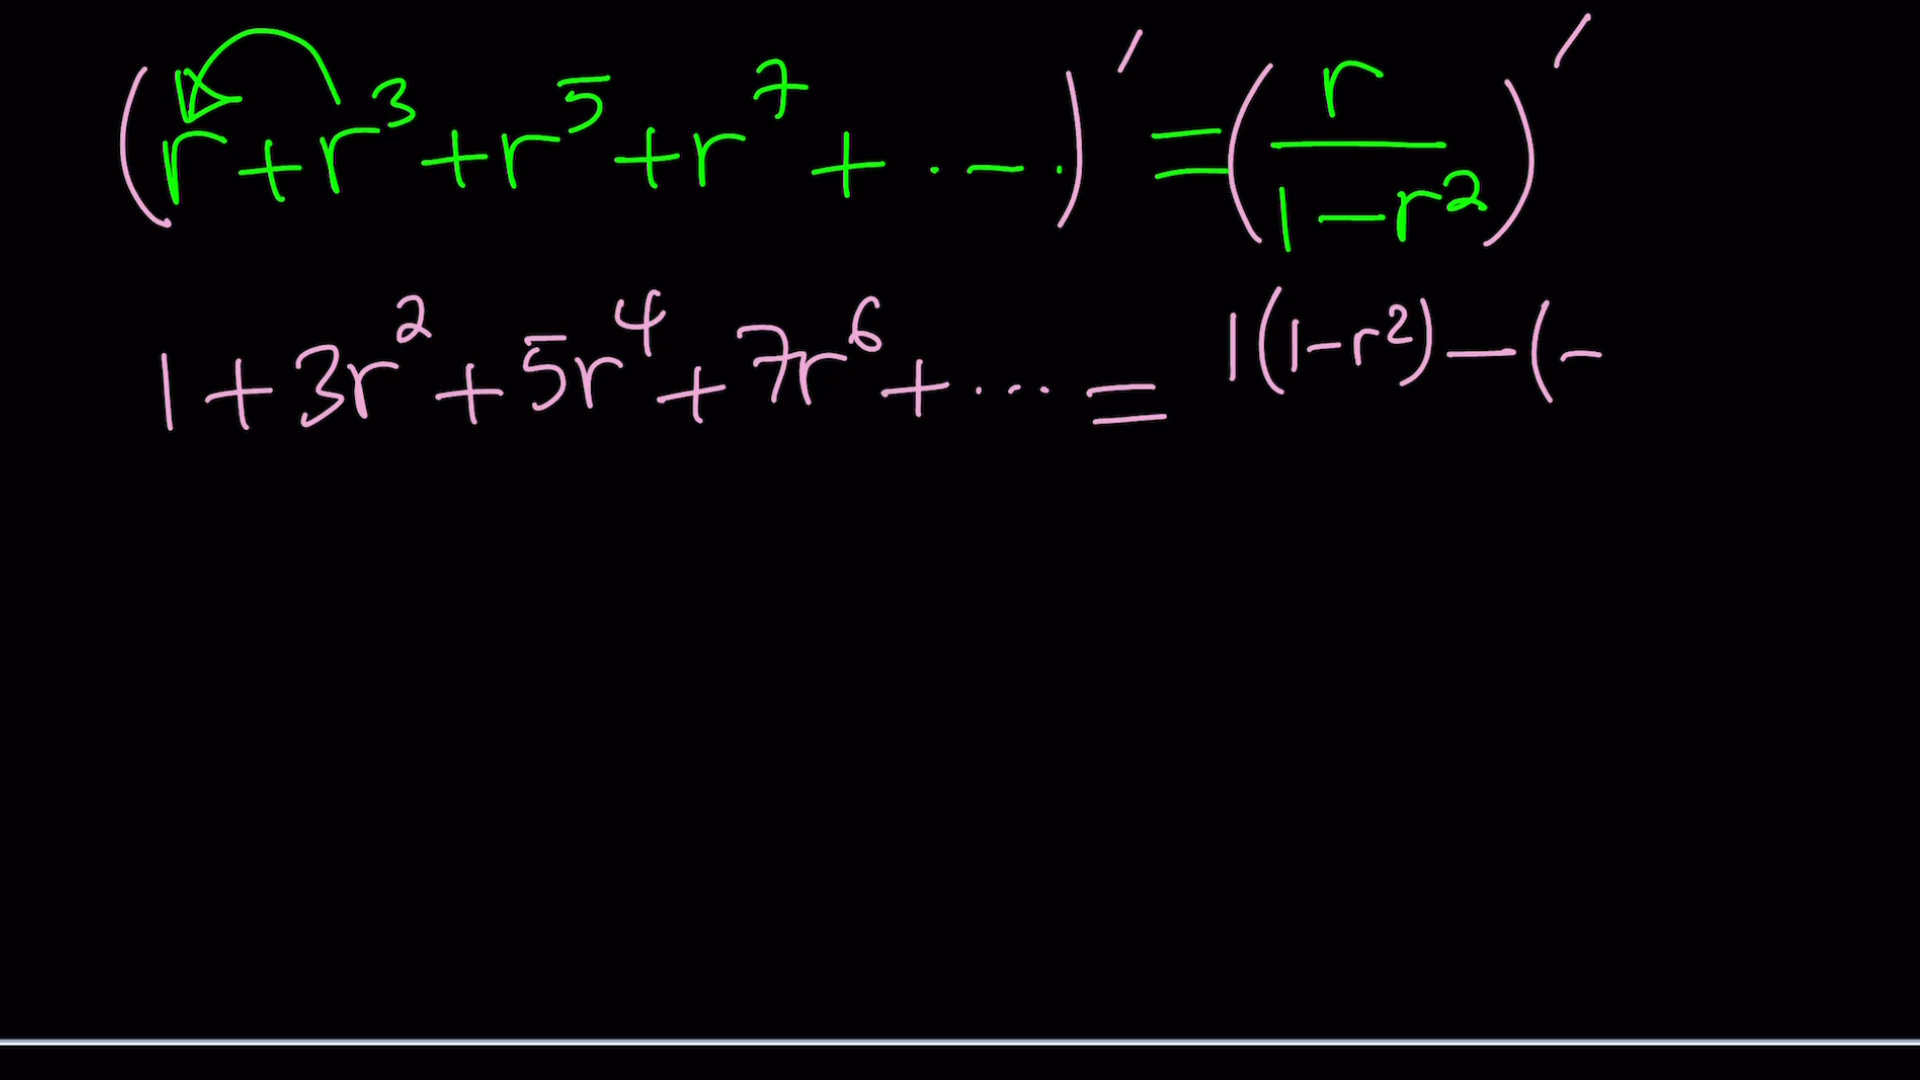 (r + r³ + r⁵ + r⁷ + ⋯)′ = (r/(1 − r²))′
1 + 3r² + 5r⁴ + 7r⁶ + ⋯ = 1(1 − r²) − (−